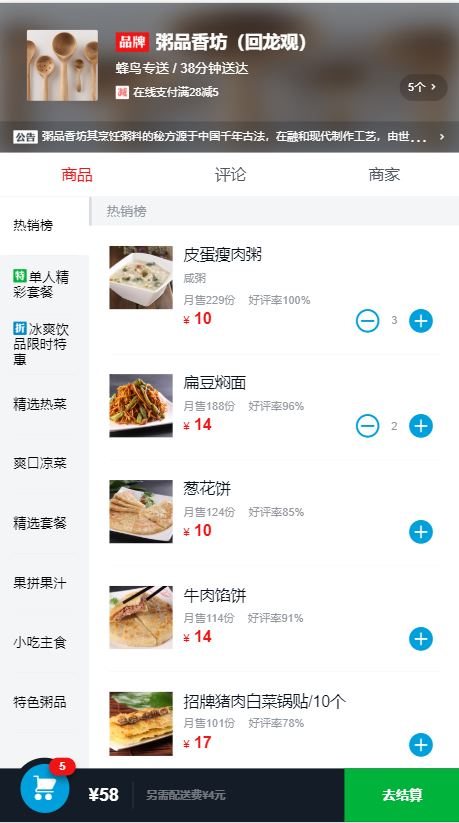 品牌 粥品香坊（回龙观）
蜂鸟专送 / 38分钟送达
减 在线支付满28减5
5个 >
公告 粥品香坊其烹饪粥料的秘方源于中国千年古法，在融和现代制作工艺，由世... >
商品 评论 商家
热销榜
特 单人精
彩套餐
折 冰爽饮
品限时特
惠
精选热菜
爽口凉菜
精选套餐
果拼果汁
小吃主食
特色粥品
热销榜
皮蛋瘦肉粥
咸粥
月售229份 好评率100%
¥ 10
3
扁豆焖面
月售188份 好评率96%
¥ 14
2
葱花饼
月售124份 好评率85%
¥ 10
牛肉馅饼
月售114份 好评率91%
¥ 14
招牌猪肉白菜锅贴/10个
月售101份 好评率78%
¥ 17
5
¥58
另需配送费¥4元
去结算